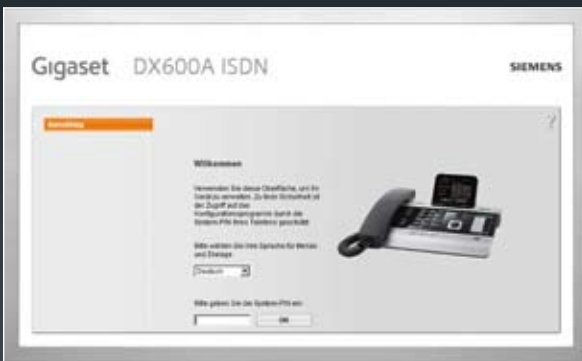 Gigaset DX600A ISDN
SIEMENS
Anmeldung
?
Willkommen
Verwenden Sie diese Oberfläche, um Ihr
Gerät zu verwalten. Zu Ihrer Sicherheit ist
der Zugriff auf das
Konfigurationsprogramm durch die
System-PIN Ihres Telefons geschützt.
Bitte wählen Sie Ihre Sprache für Menüs
und Dialoge.
Deutsch
Bitte geben Sie die System-PIN ein:
OK